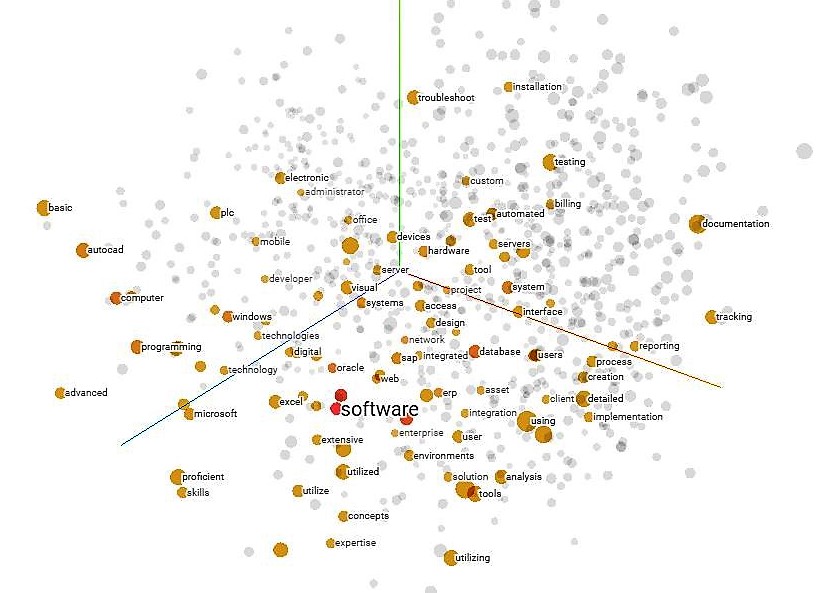 installation
troubleshoot
testing
electronic
custom
administrator
billing
basic
plc
office
test
automated
documentation
devices
mobile
servers
autocad
hardware
server
tool
developer
visual
project
system
computer
systems
access
interface
windows
design
tracking
technologies
network
programming
digital
sap
integrated
database
users
reporting
process
technology
oracle
web
creation
advanced
erp
asset
excel
software
client
detailed
microsoft
integration
using
implementation
enterprise
extensive
user
environments
utilized
proficient
solution
analysis
skills
utilize
tools
concepts
expertise
utilizing